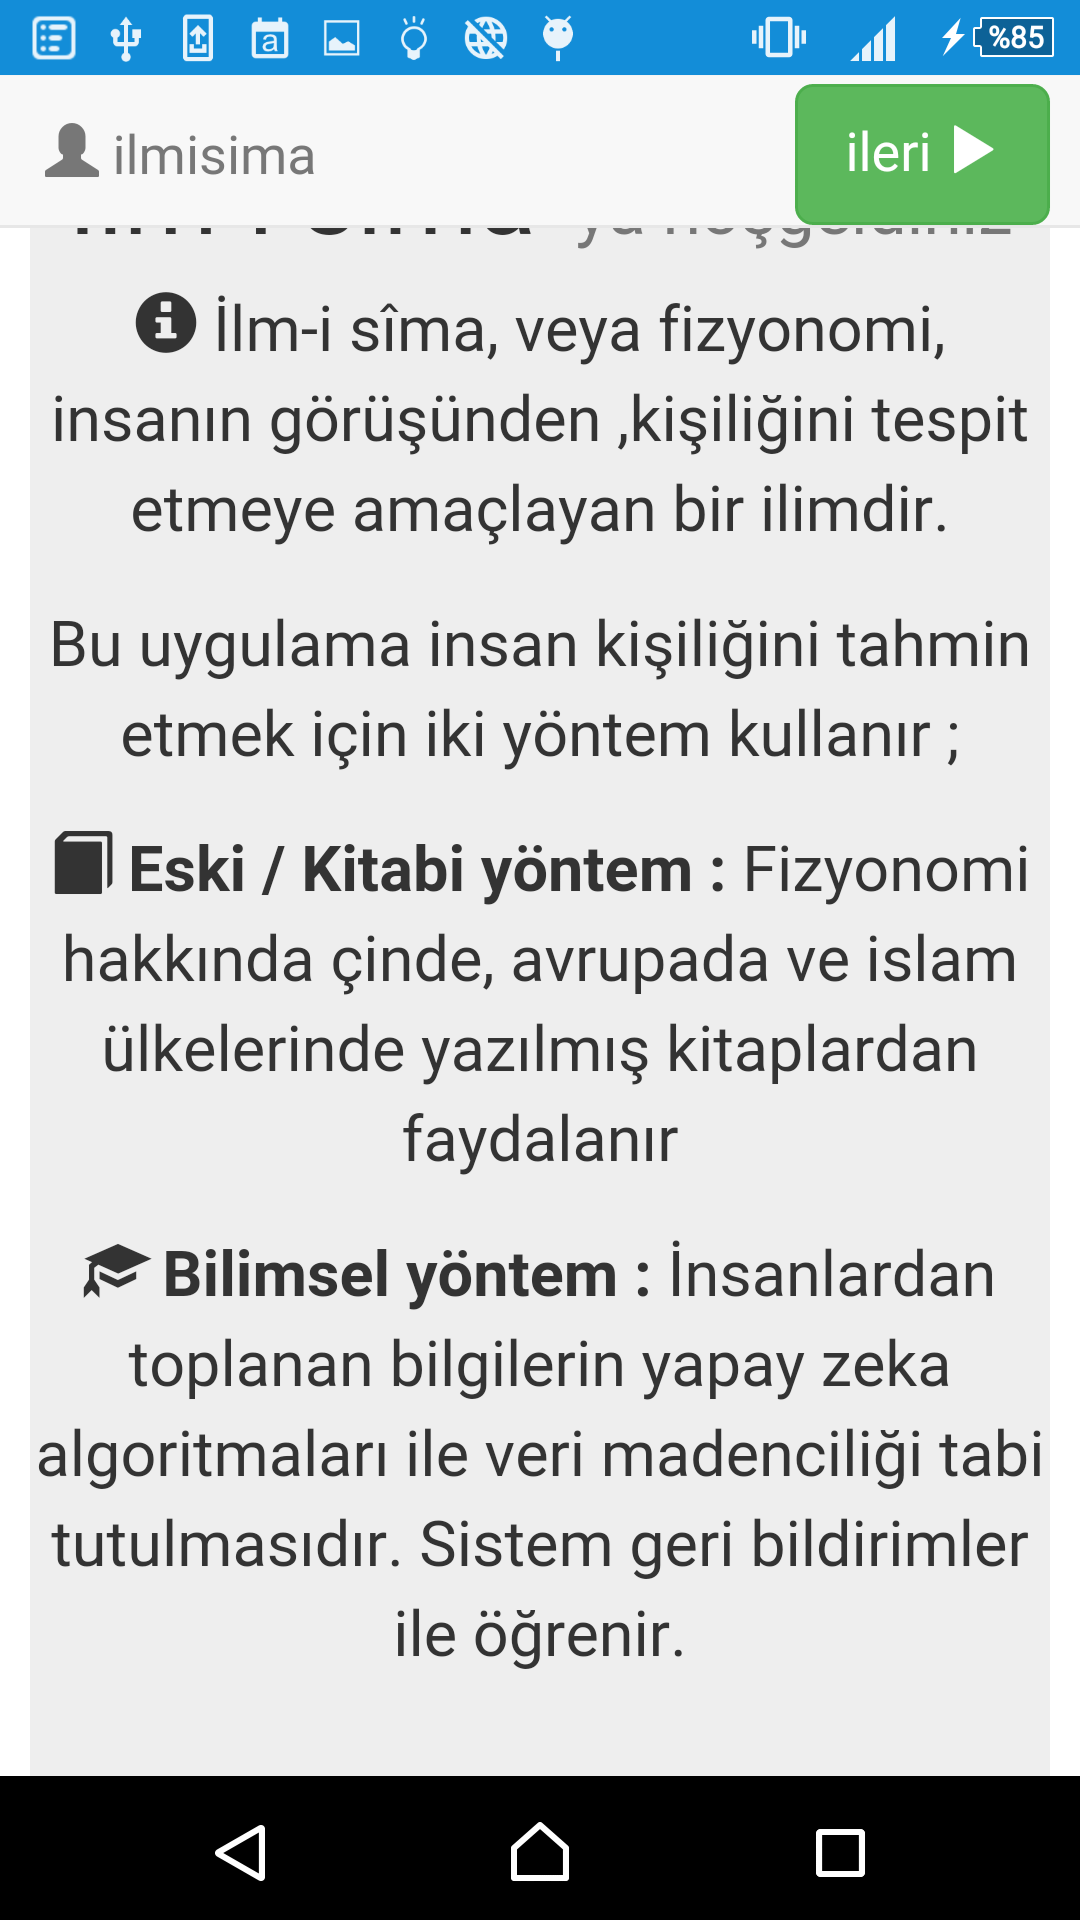 a
%85
ilmisima
ileri
İlm-i sîma, veya fizyonomi,
insanın görüşünden ,kişiliğini tespit
etmeye amaçlayan bir ilimdir.
Bu uygulama insan kişiliğini tahmin
etmek için iki yöntem kullanır ;
Eski / Kitabi yöntem : Fizyonomi
hakkında çinde, avrupada ve islam
ülkelerinde yazılmış kitaplardan
faydalanır
Bilimsel yöntem : İnsanlardan
toplanan bilgilerin yapay zeka
algoritmaları ile veri madenciliği tabi
tutulmasıdır. Sistem geri bildirimler
ile öğrenir.